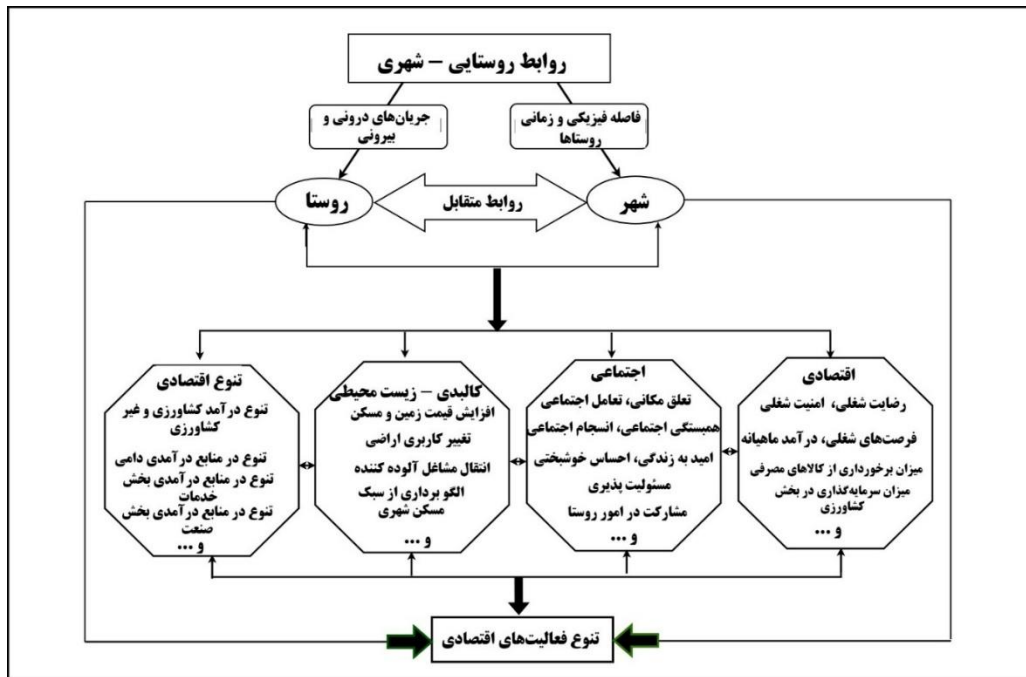 روابط روستایی – شهری
فاصله فیزیکی و زمانی
روستاها
جریان‌های درونی و
بیرونی
شهر
روابط متقابل
روستا
اقتصادی
رضایت شغلی، امنیت شغلی
فرصت‌های شغلی، درآمد ماهیانه
میزان برخورداری از کالاهای مصرفی
میزان سرمایه‌گذاری در بخش
کشاورزی
و ...
اجتماعی
تعلق مکانی، تعامل اجتماعی
همبستگی اجتماعی، انسجام اجتماعی
امید به زندگی، احساس خوشبختی
مسئولیت پذیری
مشارکت در امور روستا
و ...
کالبدی – زیست محیطی
افزایش قیمت زمین و مسکن
تغییر کاربری اراضی
انتقال مشاغل آلوده کننده
الگو برداری از سبک
مسکن شهری
و ...
تنوع اقتصادی
تنوع درآمد کشاورزی و غیر
کشاورزی
تنوع در منابع درآمدی دامی
تنوع در منابع درآمدی بخش
خدمات
تنوع در منابع درآمدی بخش
صنعت
و ...
تنوع فعالیت‌های اقتصادی